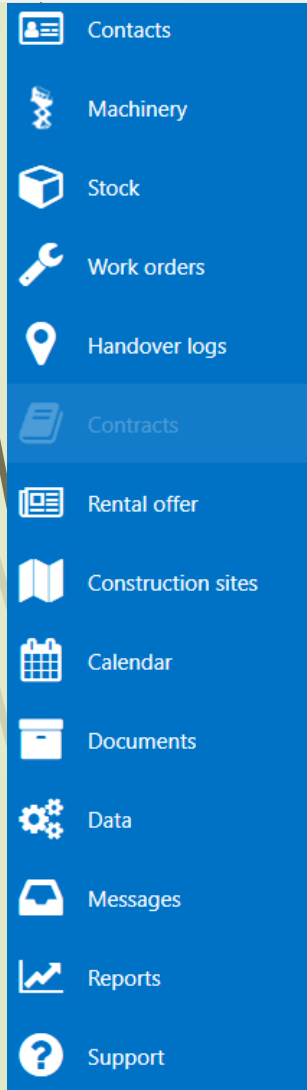 Contacts
Machinery
Stock
Work orders
Handover logs
Contracts
Rental offer
Construction sites
Calendar
Documents
Data
Messages
Reports
Support